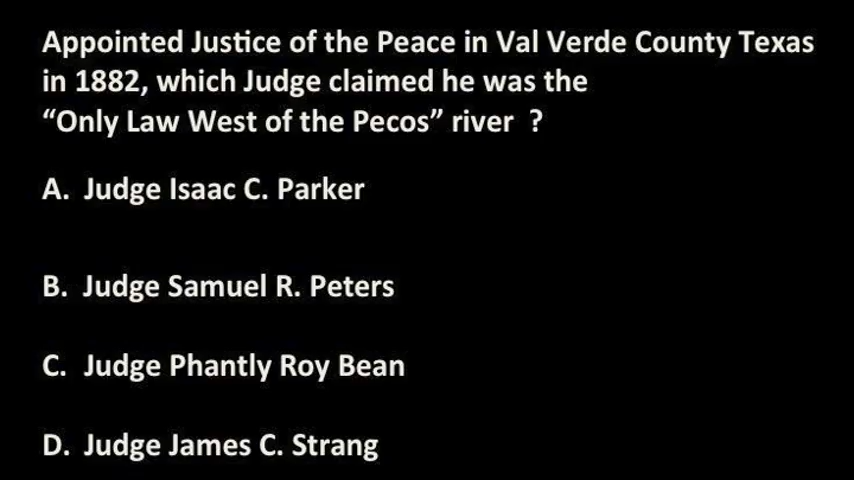 Appointed Justice of the Peace in Val Verde County Texas
in 1882, which Judge claimed he was the
“Only Law West of the Pecos” river ?
A. Judge Isaac C. Parker
B. Judge Samuel R. Peters
C. Judge Phantly Roy Bean
D. Judge James C. Strang